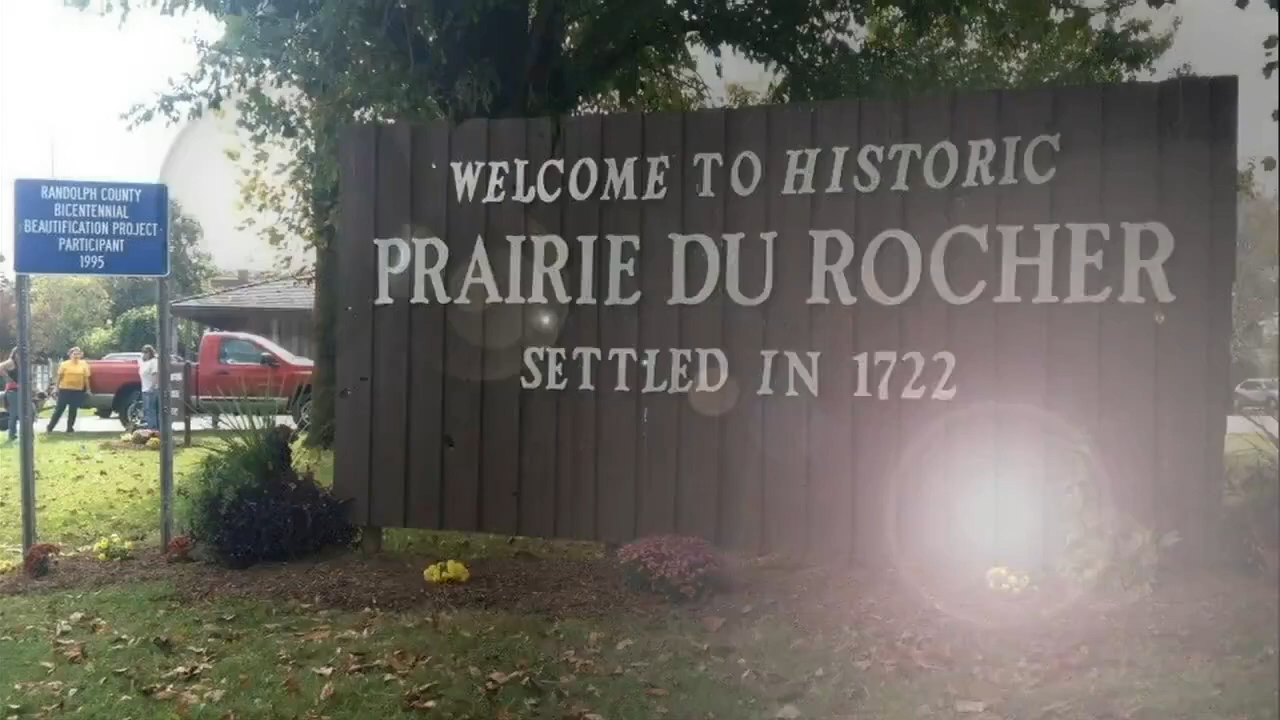 RANDOLPH COUNTY
BICENTENNIAL
BEAUTIFICATION PROJECT
PARTICIPANT
1995
WELCOME TO HISTORIC
PRAIRIE DU ROCHER
SETTLED IN 1722